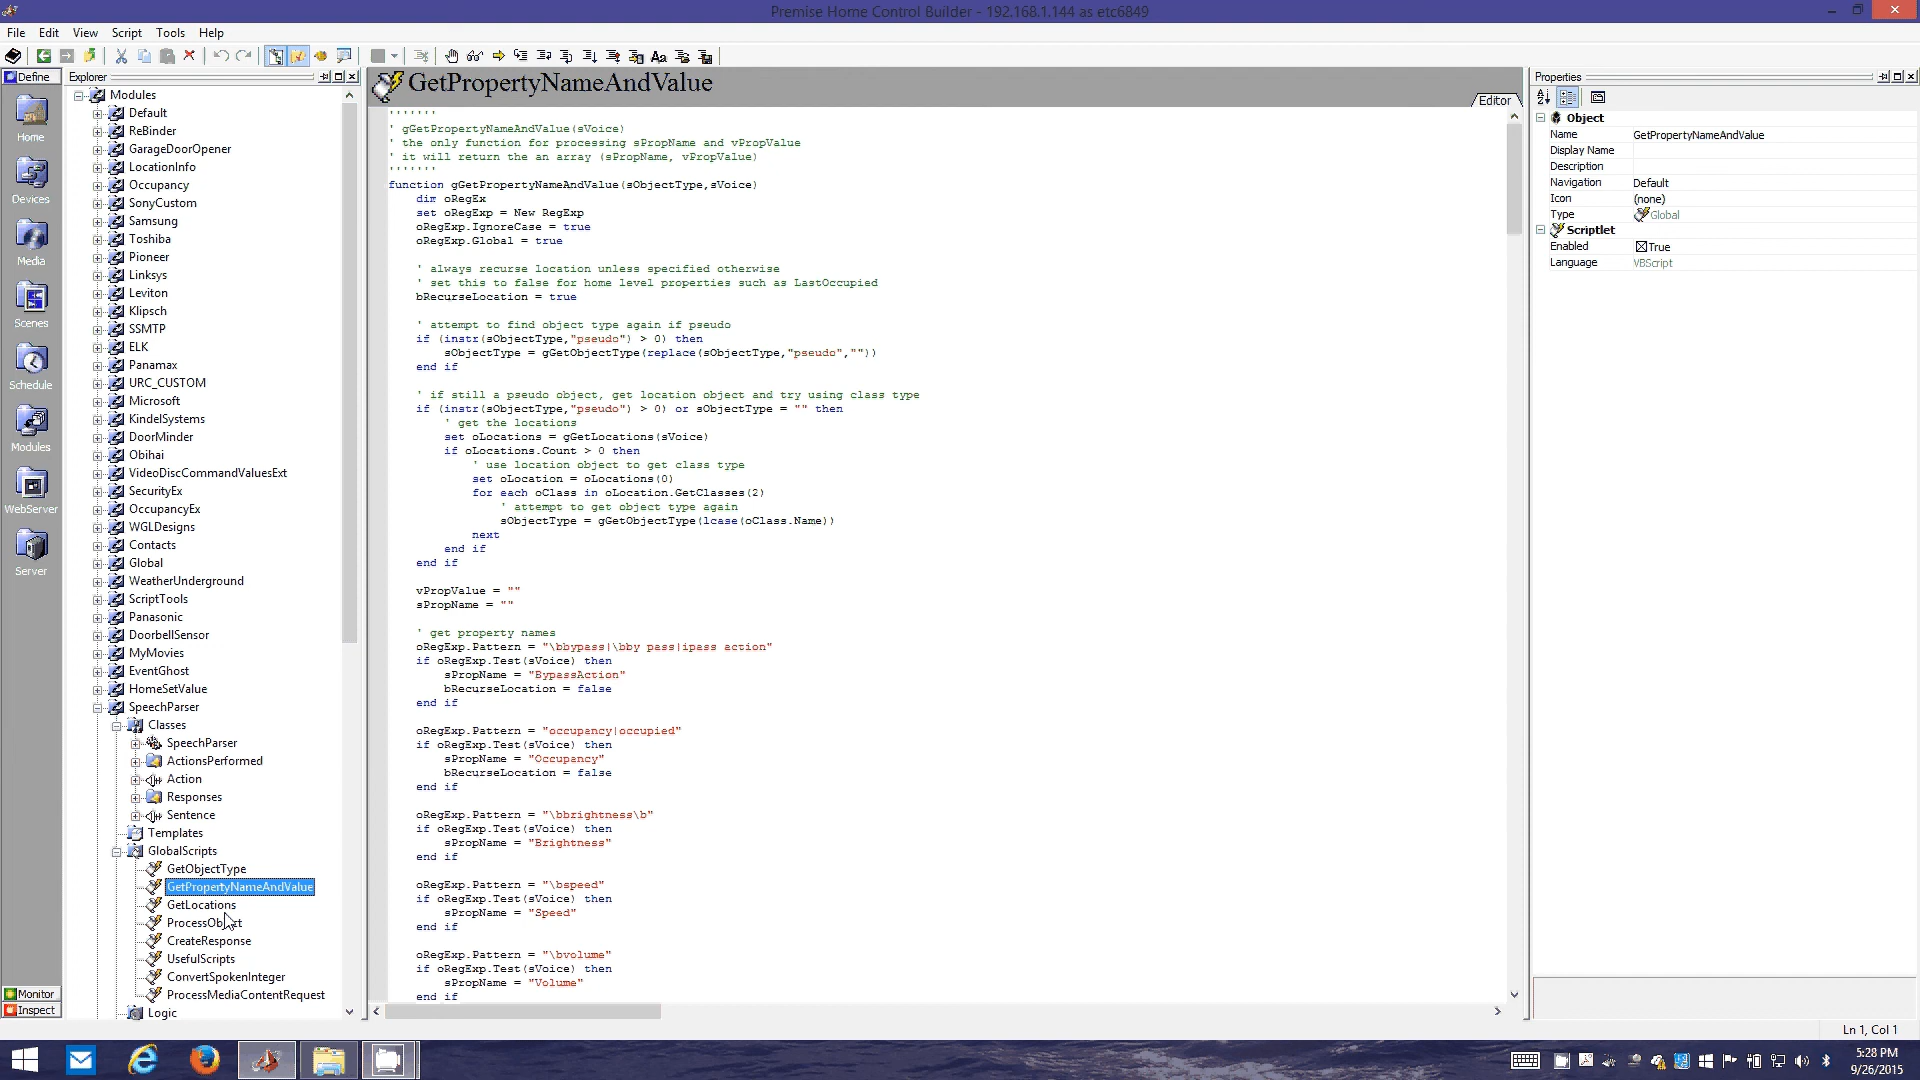 Premise Home Control Builder - 192.168.1.144 as etc6849
File Edit View Script Tools Help
Define
Home
Devices
Media
Scenes
Schedule
Modules
WebServer
Server
Monitor
Inspect
Explorer
Modules
Default
ReBinder
GarageDoorOpener
LocationInfo
Occupancy
SonyCustom
Samsung
Toshiba
Pioneer
Linksys
Leviton
Klipsch
SSMTP
ELK
Panamax
URC_CUSTOM
Microsoft
KindelSystems
DoorMinder
Obihai
VideoDiscCommandValuesExt
SecurityEx
OccupancyEx
WGLDesigns
Contacts
Global
WeatherUnderground
ScriptTools
Panasonic
DoorbellSensor
MyMovies
EventGhost
HomeSetValue
SpeechParser
Classes
SpeechParser
ActionsPerformed
Action
Responses
Sentence
Templates
GlobalScripts
GetObjectType
GetPropertyNameAndValue
GetLocations
ProcessObject
CreateResponse
UsefulScripts
ConvertSpokenInteger
ProcessMediaContentRequest
Logic
GetPropertyNameAndValue
Editor
'''''''
' gGetPropertyNameAndValue(sVoice)
' the only function for processing sPropName and vPropValue
' it will return the an array (sPropName, vPropValue)
'''''''
function gGetPropertyNameAndValue(sObjectType,sVoice)
dim oRegEx
set oRegExp = New RegExp
oRegExp.IgnoreCase = true
oRegExp.Global = true
' always recurse location unless specified otherwise
' set this to false for home level properties such as LastOccupied
bRecurseLocation = true
' attempt to find object type again if pseudo
if (instr(sObjectType,"pseudo") > 0) then
sObjectType = gGetObjectType(replace(sObjectType,"pseudo",""))
end if
' if still a pseudo object, get location object and try using class type
if (instr(sObjectType,"pseudo") > 0) or sObjectType = "" then
' get the locations
set oLocations = gGetLocations(sVoice)
if oLocations.Count > 0 then
' use location object to get class type
set oLocation = oLocations(0)
for each oClass in oLocation.GetClasses(2)
' attempt to get object type again
sObjectType = gGetObjectType(lcase(oClass.Name))
next
end if
end if
vPropValue = ""
sPropName = ""
' get property names
oRegExp.Pattern = "\bbypass|\bby pass|ipass action"
if oRegExp.Test(sVoice) then
sPropName = "BypassAction"
bRecurseLocation = false
end if
oRegExp.Pattern = "occupancy|occupied"
if oRegExp.Test(sVoice) then
sPropName = "Occupancy"
bRecurseLocation = false
end if
oRegExp.Pattern = "\bbrightness\b"
if oRegExp.Test(sVoice) then
sPropName = "Brightness"
end if
oRegExp.Pattern = "\bspeed"
if oRegExp.Test(sVoice) then
sPropName = "Speed"
end if
oRegExp.Pattern = "\bvolume"
if oRegExp.Test(sVoice) then
sPropName = "Volume"
end if
Properties
Object
Name GetPropertyNameAndValue
Display Name
Description
Navigation Default
Icon (none)
Type Global
Scriptlet
Enabled True
Language VBScript
Ln 1, Col 1
5:28 PM
9/26/2015